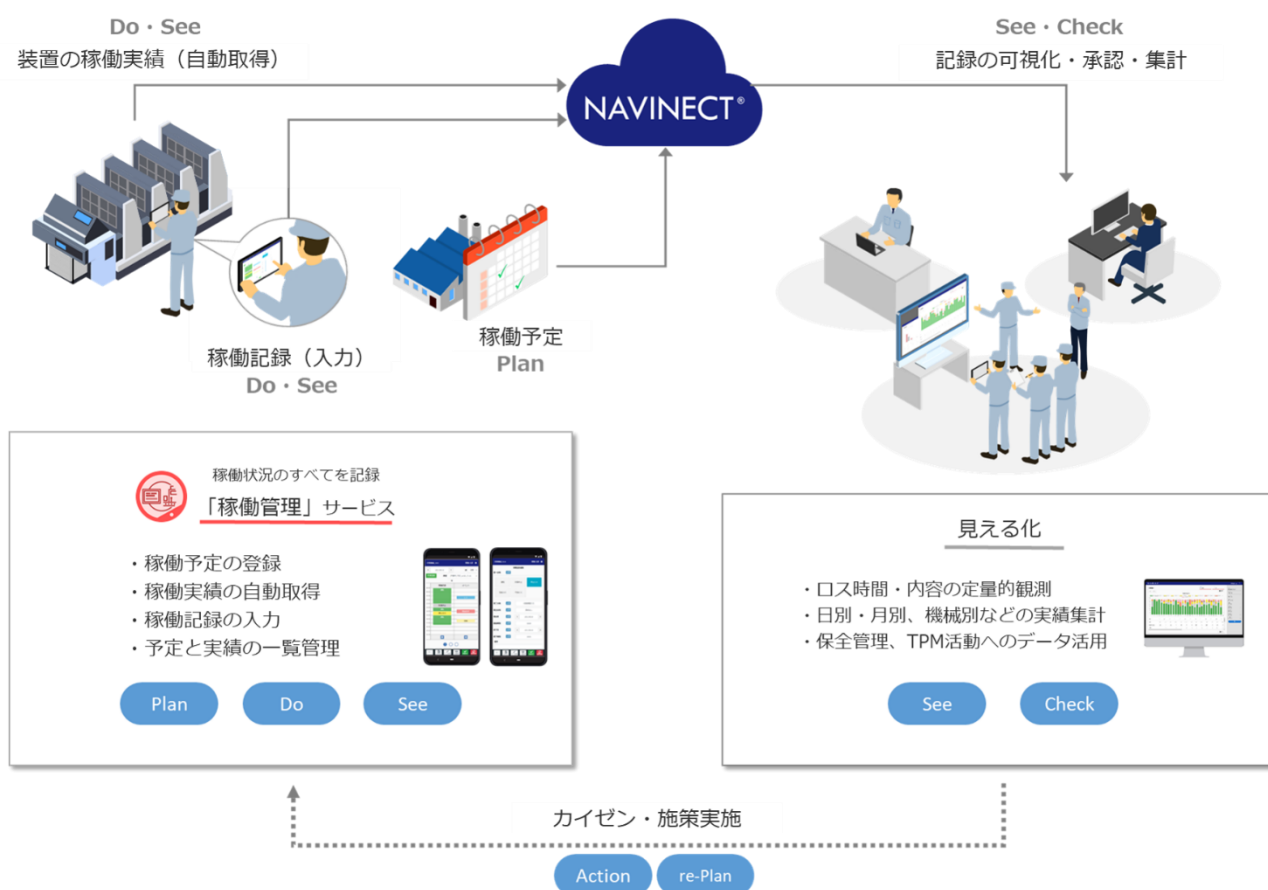 Do・See
装置の稼働実績（自動取得）
NAVINECT®
See・Check
記録の可視化・承認・集計
稼働記録（入力）
Do・See
稼働予定
Plan
稼働状況のすべてを記録
「稼働管理」サービス
・稼働予定の登録
・稼働実績の自動取得
・稼働記録の入力
・予定と実績の一覧管理
Plan
Do
See
見える化
・ロス時間・内容の定量的観測
・日別・月別、機械別などの実績集計
・保全管理、TPM活動へのデータ活用
See
Check
カイゼン・施策実施
Action
re-Plan